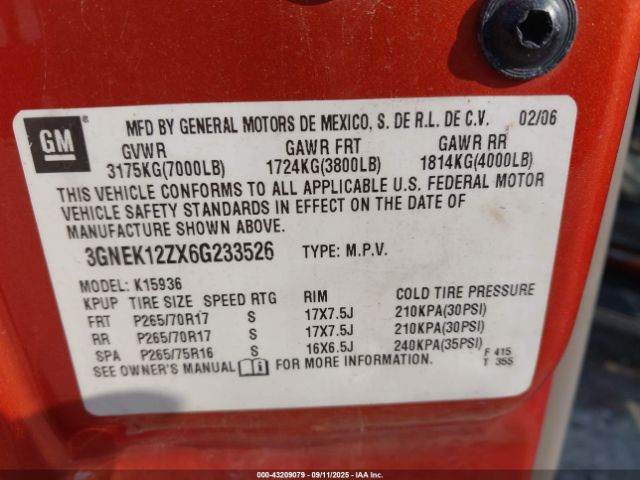 GM ®
MFD BY GENERAL MOTORS DE MEXICO, S. DE R.L. DE C.V. 02/06
GVWR GAWR FRT GAWR RR
3175KG(7000LB) 1724KG(3800LB) 1814KG(4000LB)
THIS VEHICLE CONFORMS TO ALL APPLICABLE U.S. FEDERAL MOTOR
VEHICLE SAFETY STANDARDS IN EFFECT ON THE DATE OF
MANUFACTURE SHOWN ABOVE.
3GNEK12ZX6G233526 TYPE: M.P.V.
MODEL: K15936
KPUP TIRE SIZE SPEED RTG RIM COLD TIRE PRESSURE
FRT P265/70R17 S 17X7.5J 210KPA(30PSI)
RR P265/70R17 S 17X7.5J 210KPA(30PSI)
SPA P265/75R16 S 16X6.5J 240KPA(35PSI)
SEE OWNER'S MANUAL FOR MORE INFORMATION.
F 415
T 355
000-43209079 - 09/11/2025 - IAA Inc.